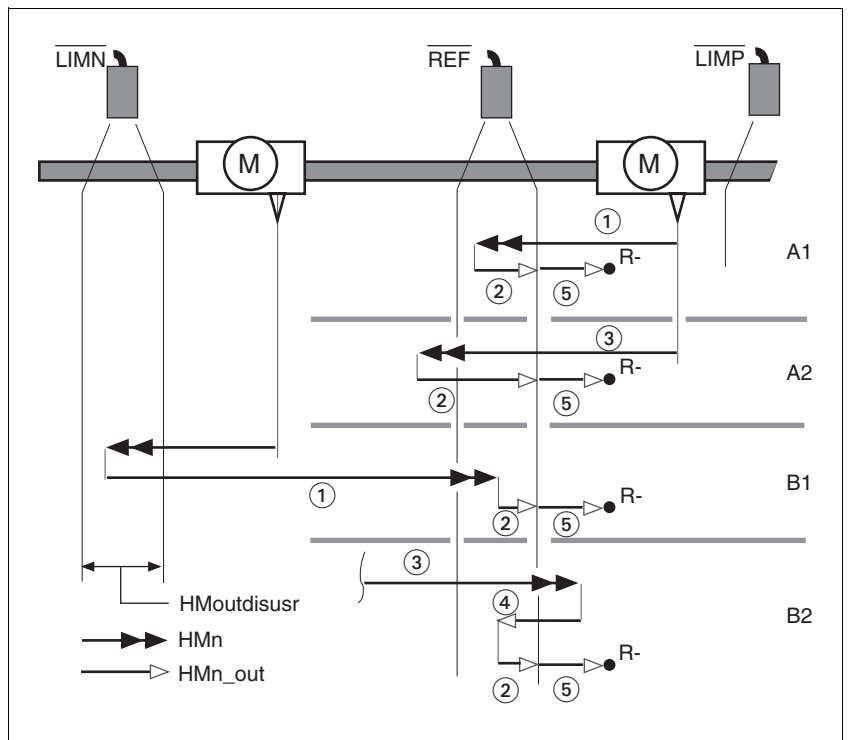 LIMN REF LIMP
M M
①
R- A1
② ⑤
③
R- A2
② ⑤
① R- B1
② ⑤
③
④
HMoutdisusr B2
HMn R-
HMn_out
② ⑤